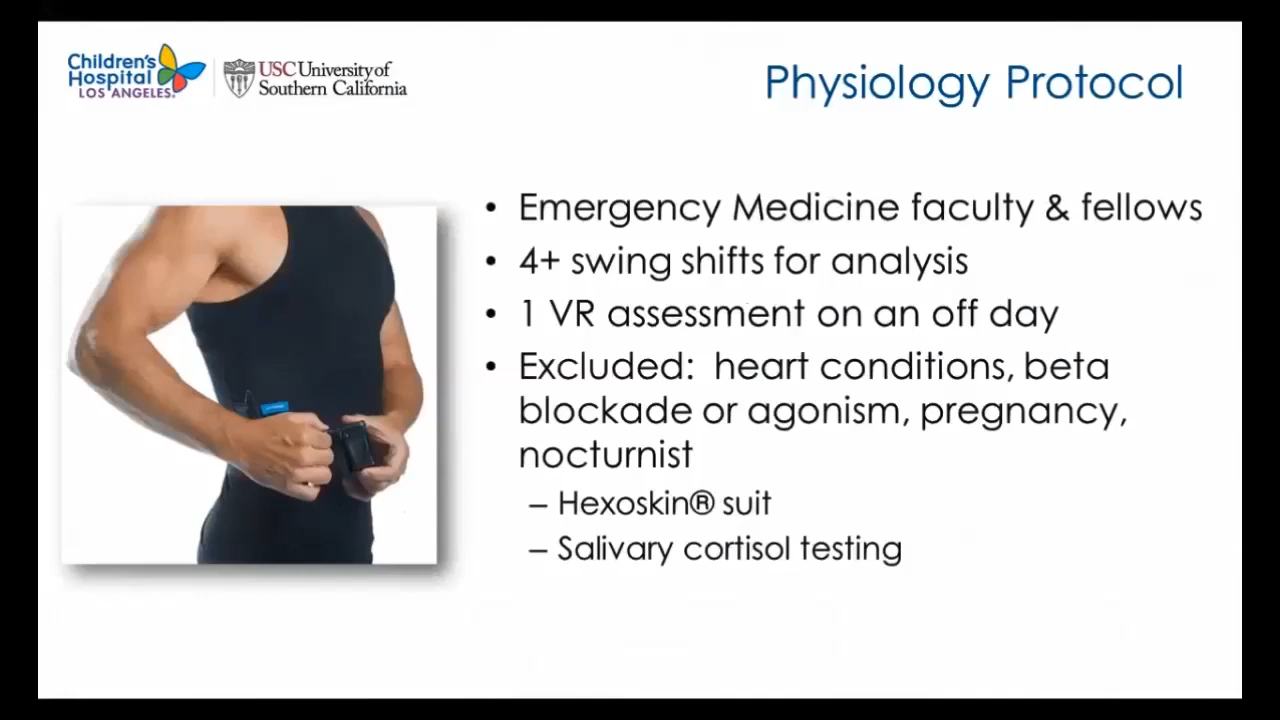 Children's
Hospital
LOS ANGELES.
USC University of
Southern California
Physiology Protocol
• Emergency Medicine faculty & fellows
• 4+ swing shifts for analysis
• 1 VR assessment on an off day
• Excluded:  heart conditions, beta
blockade or agonism, pregnancy,
nocturnist
– Hexoskin® suit
– Salivary cortisol testing